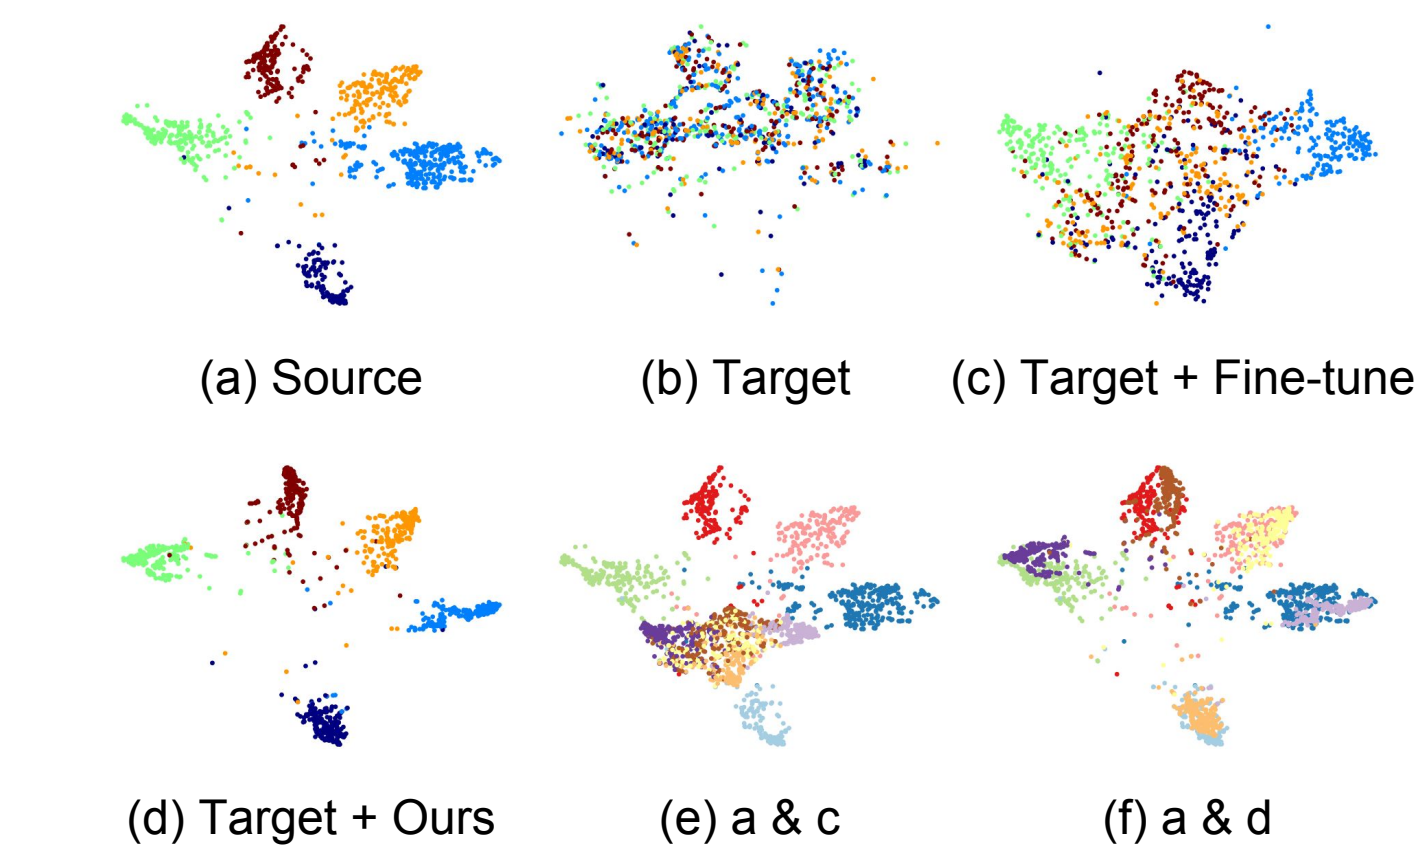 (a) Source
(b) Target
(c) Target + Fine-tune
(d) Target + Ours
(e) a & c
(f) a & d